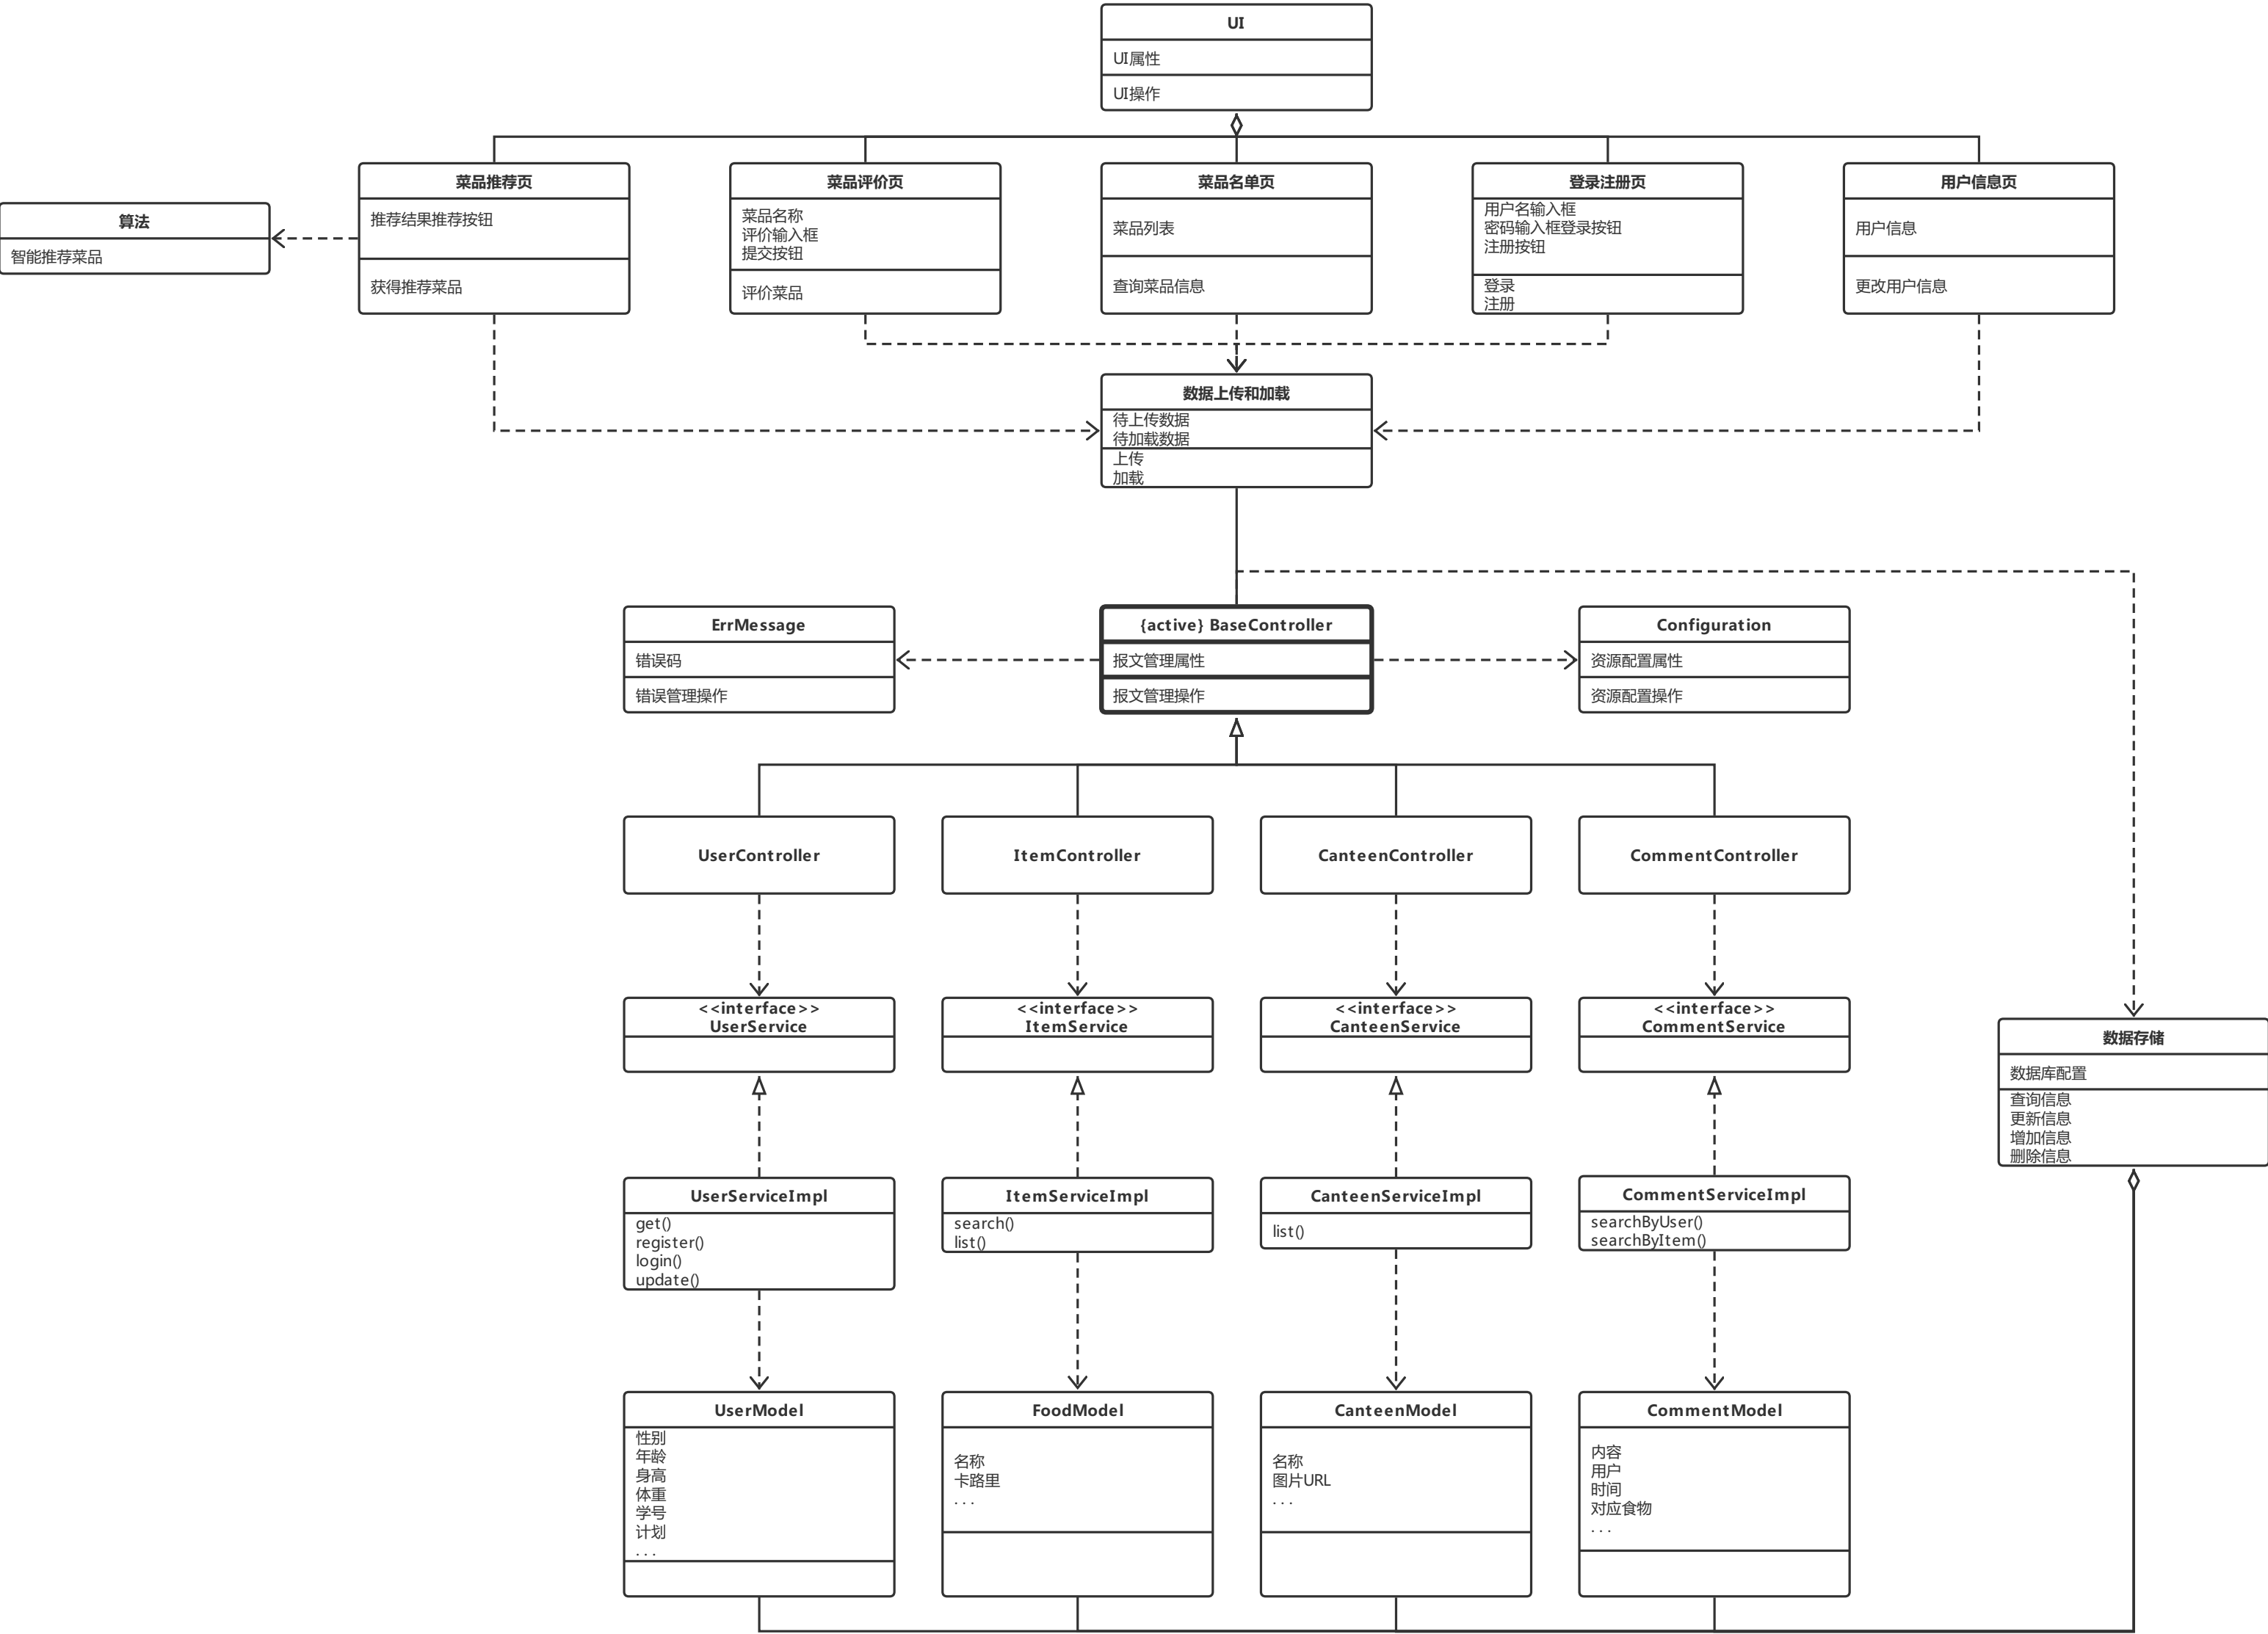 UI
UI属性
UI操作
菜品推荐页
推荐结果推荐按钮
获得推荐菜品
菜品评价页
菜品名称
评价输入框
提交按钮
评价菜品
菜品名单页
菜品列表
查询菜品信息
登录注册页
用户名输入框
密码输入框登录按钮
注册按钮
登录
注册
用户信息页
用户信息
更改用户信息
算法
智能推荐菜品
数据上传和加载
待上传数据
待加载数据
上传
加载
ErrMessage
错误码
错误管理操作
{active} BaseController
报文管理属性
报文管理操作
Configuration
资源配置属性
资源配置操作
UserController
ItemController
CanteenController
CommentController
<<interface>>
UserService
<<interface>>
ItemService
<<interface>>
CanteenService
<<interface>>
CommentService
数据存储
数据库配置
查询信息
更新信息
增加信息
删除信息
UserServiceImpl
get()
register()
login()
update()
ItemServiceImpl
search()
list()
CanteenServiceImpl
list()
CommentServiceImpl
searchByUser()
searchByItem()
UserModel
性别
年龄
身高
体重
学号
计划
...
FoodModel
名称
卡路里
...
CanteenModel
名称
图片URL
...
CommentModel
内容
用户
时间
对应食物
...